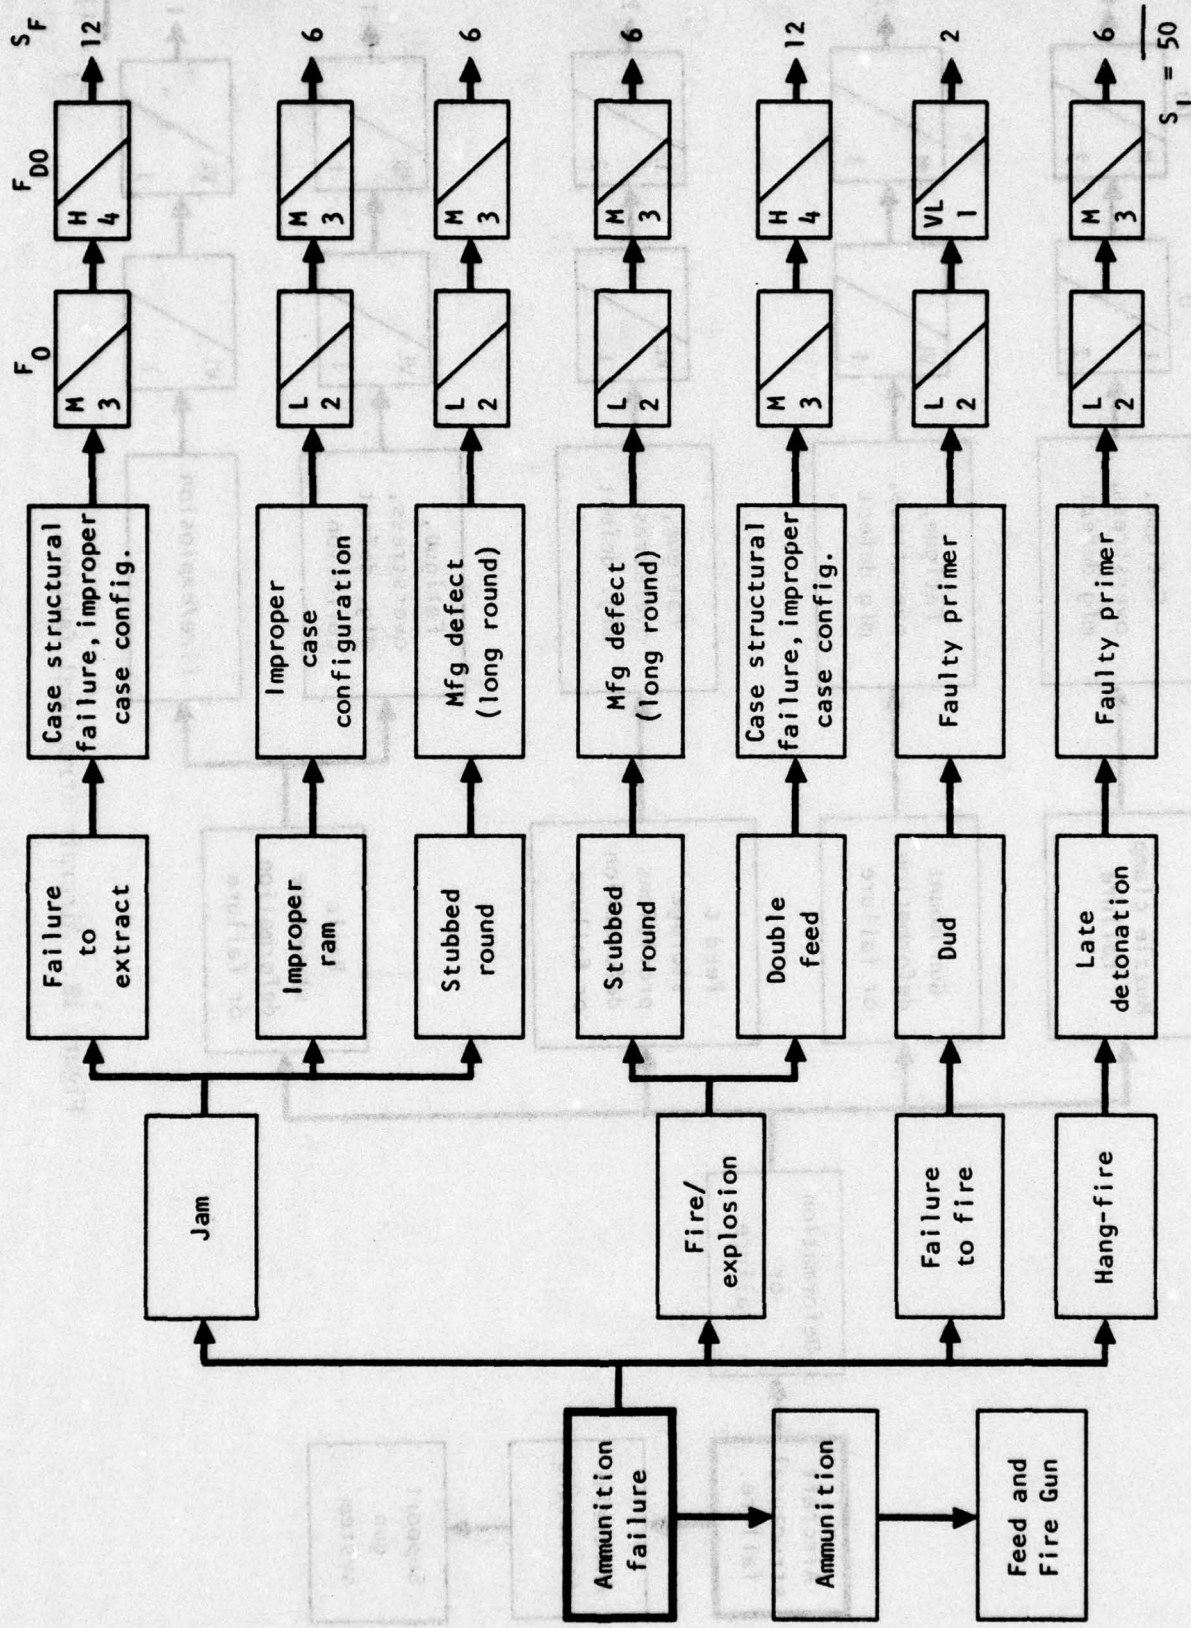 S_F
F_DO
F_O
12
H
4
M
3
Case structural
failure, improper
case config.
Failure
to
extract
Jam
6
M
3
L
2
Improper
case
configuration
Improper
ram
6
M
3
L
2
Mfg defect
(long round)
Stubbed
round
6
M
3
L
2
Mfg defect
(long round)
Stubbed
round
Fire/
explosion
Ammunition
failure
12
H
4
M
3
Case structural
failure, improper
case config.
Double
feed
Ammunition
2
VL
1
L
2
Faulty primer
Dud
Failure
to fire
Feed and
Fire Gun
6
M
3
L
2
Faulty primer
Late
detonation
Hang-fire
S_I = 50